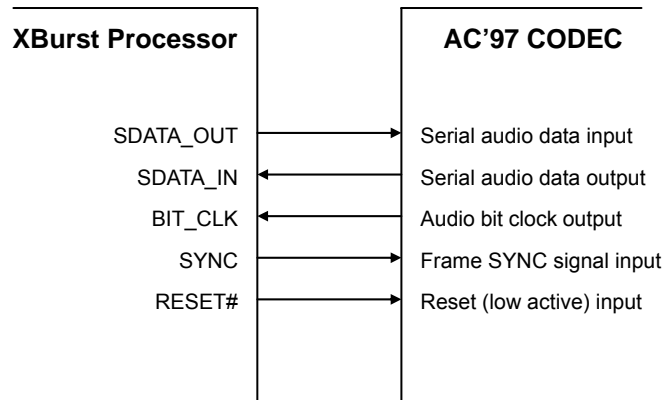 XBurst Processor
AC'97 CODEC
SDATA_OUT
Serial audio data input
SDATA_IN
Serial audio data output
BIT_CLK
Audio bit clock output
SYNC
Frame SYNC signal input
RESET#
Reset (low active) input